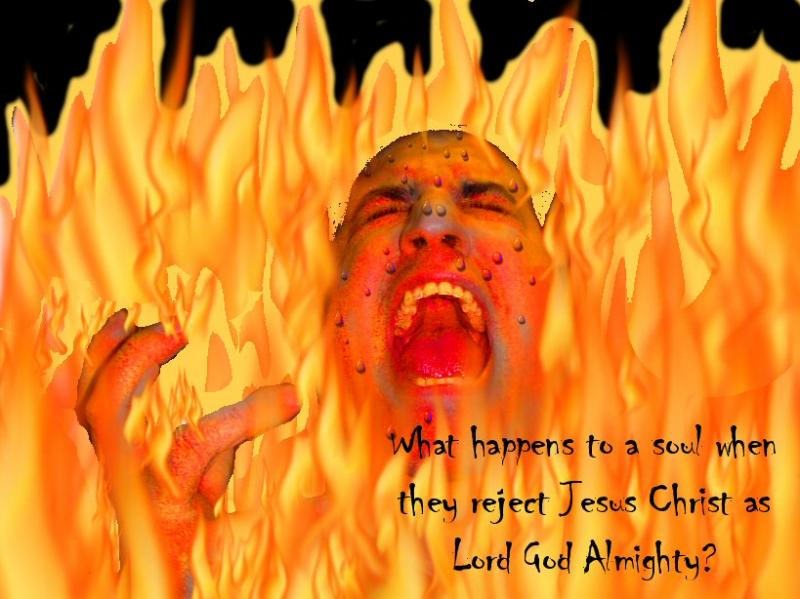 What happens to a soul when
they reject Jesus Christ as
Lord God Almighty?